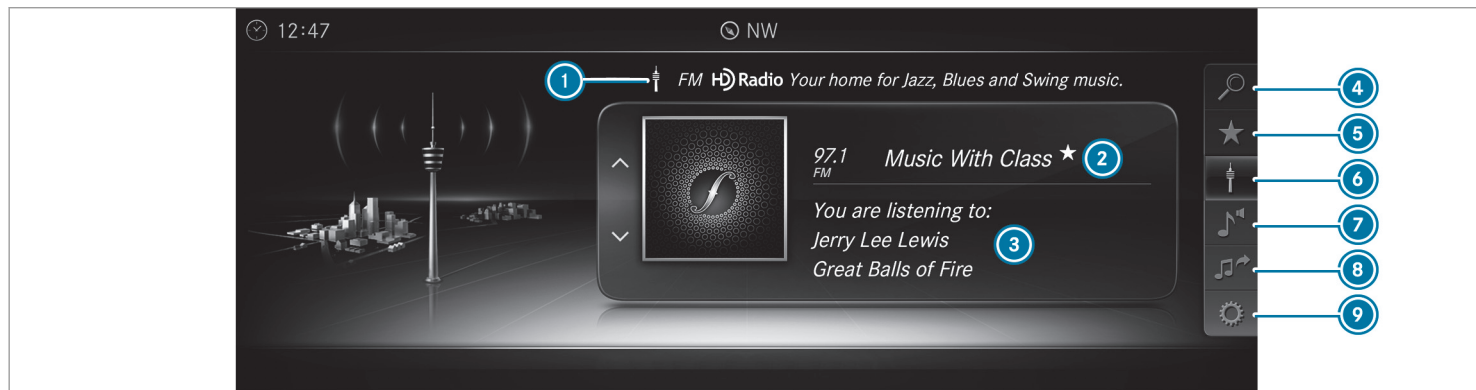 12:47
NW
1
FM HD Radio Your home for Jazz, Blues and Swing music.
97.1
FM
Music With Class
2
You are listening to:
Jerry Lee Lewis
Great Balls of Fire
3
4
5
6
7
8
9